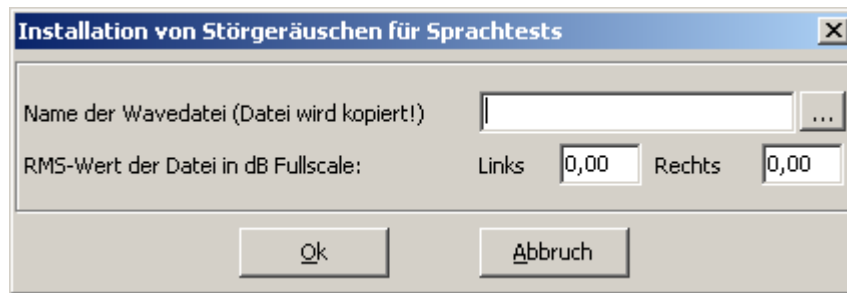 Installation von Störgeräuschen für Sprachtests
Name der Wavedatei (Datei wird kopiert!) ...
RMS-Wert der Datei in dB Fullscale: Links 0,00 Rechts 0,00
Ok Abbruch